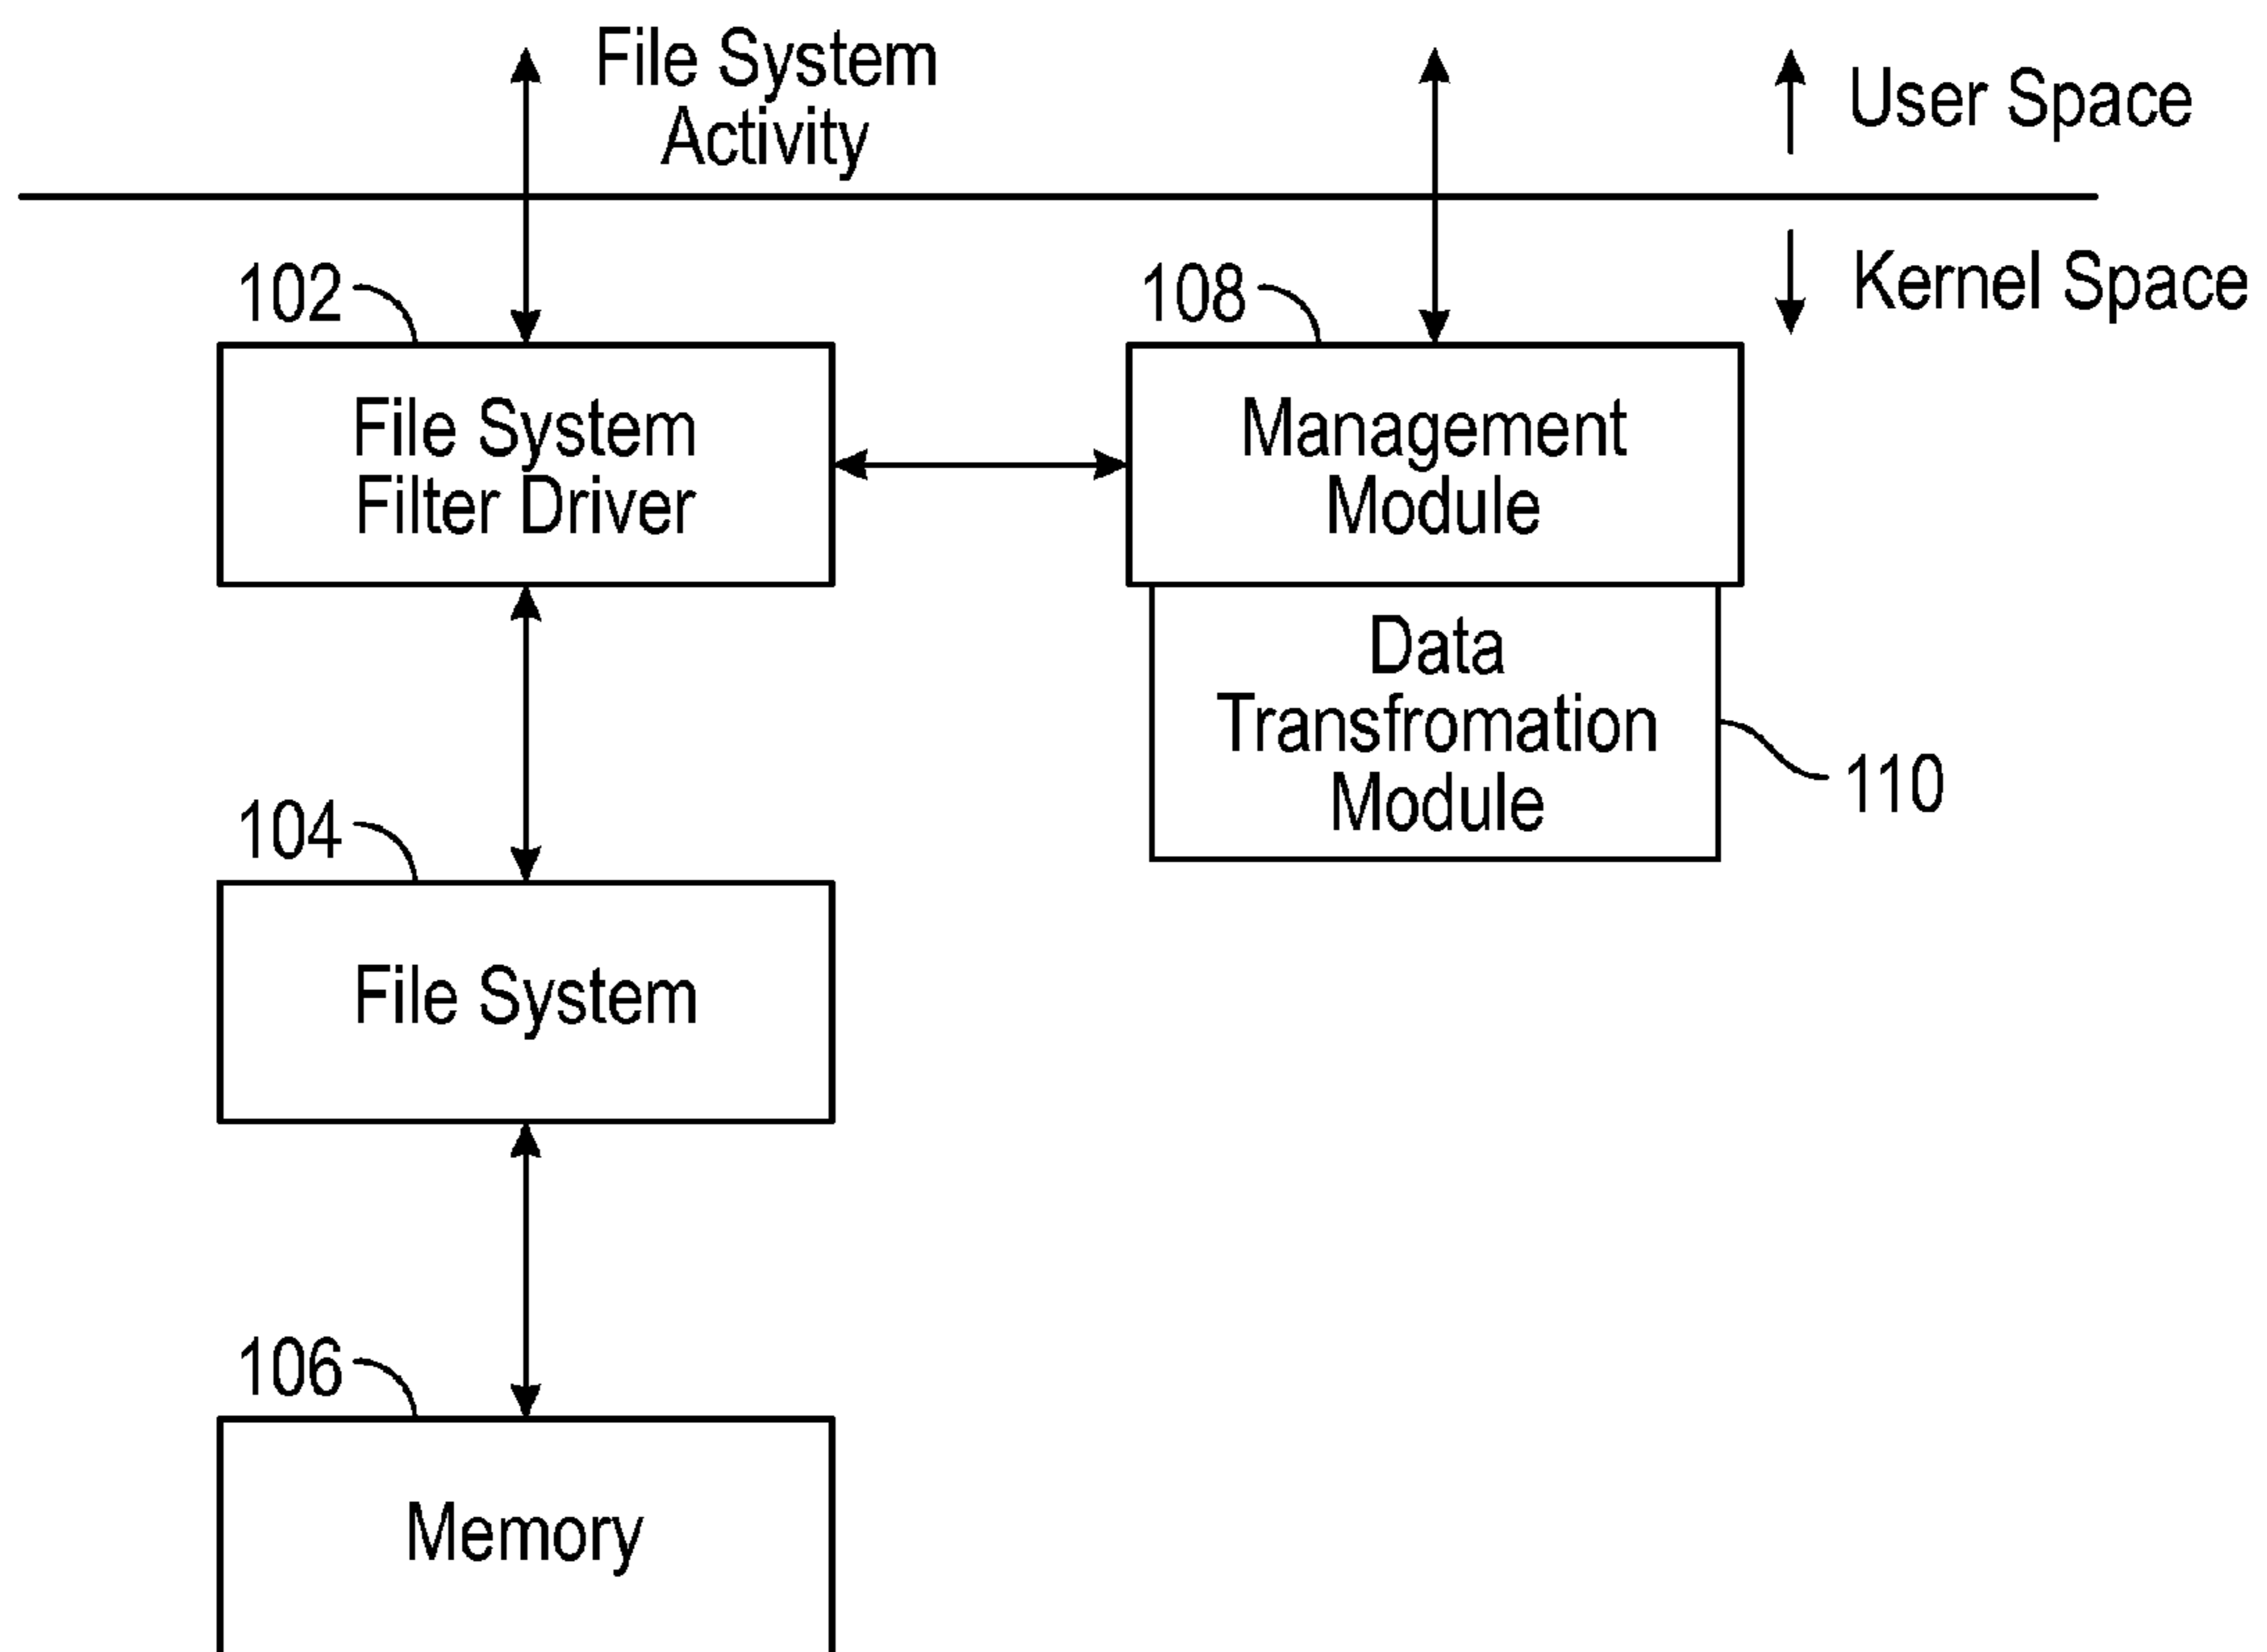 File System
Activity
User Space
Kernel Space
102
108
File System
Filter Driver
Management
Module
Data
Transfromation
Module
110
104
File System
106
Memory